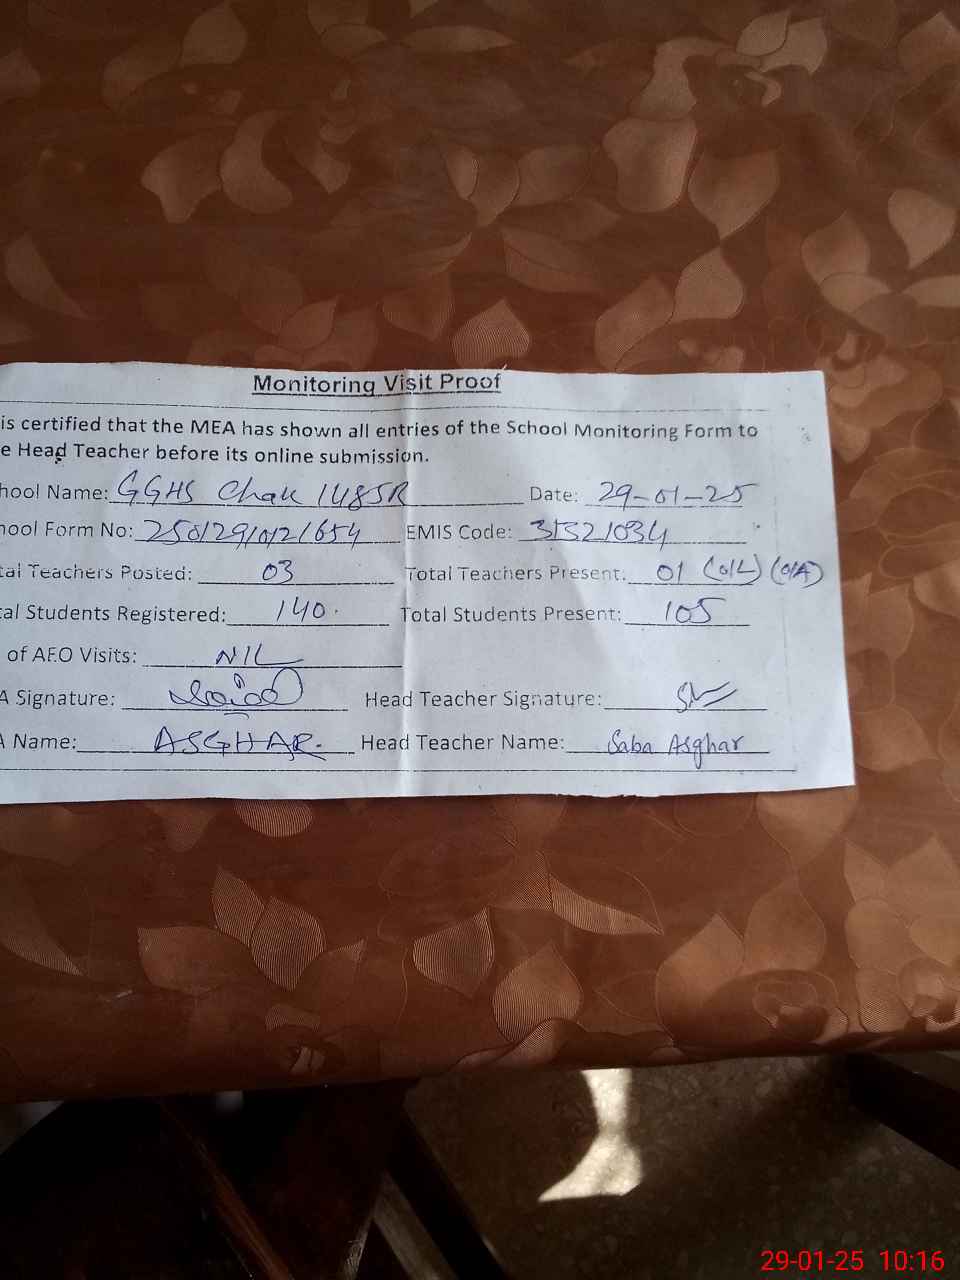 Monitoring Visit Proof
is certified that the MEA has shown all entries of the School Monitoring Form to
e Head Teacher before its online submission.
hool Name: GGHS Chak 148SR Date: 29-01-25
hool Form No: EMIS Code: 31321034
tal Teachers Posted: 03 Total Teachers Present: 01 (01L) (01A)
tal Students Registered: 140. Total Students Present: 105
of AEO Visits: NIL
A Signature: Head Teacher Signature:
A Name: ASGHAR. Head Teacher Name: Saba Asghar
29-01-25 10:16